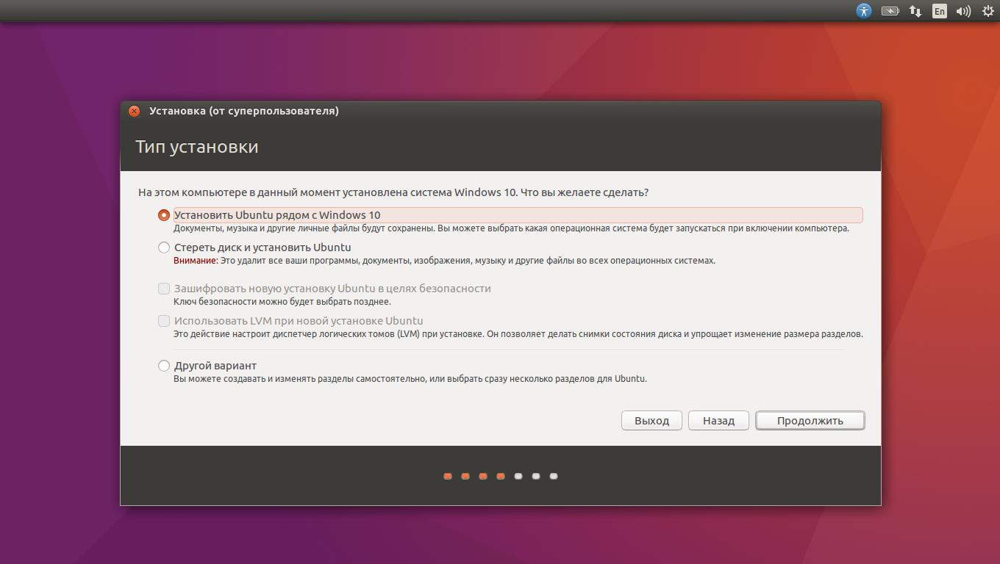 En
Установка (от суперпользователя)
Тип установки
На этом компьютере в данный момент установлена система Windows 10. Что вы желаете сделать?
Установить Ubuntu рядом с Windows 10
Документы, музыка и другие личные файлы будут сохранены. Вы можете выбрать какая операционная система будет запускаться при включении компьютера.
Стереть диск и установить Ubuntu
Внимание: Это удалит все ваши программы, документы, изображения, музыку и другие файлы во всех операционных системах.
Зашифровать новую установку Ubuntu в целях безопасности
Ключ безопасности можно будет выбрать позднее.
Использовать LVM при новой установке Ubuntu
Это действие настроит диспетчер логических томов (LVM) при установке. Он позволяет делать снимки состояния диска и упрощает изменение размера разделов.
Другой вариант
Вы можете создавать и изменять разделы самостоятельно, или выбрать сразу несколько разделов для Ubuntu.
Выход Назад Продолжить